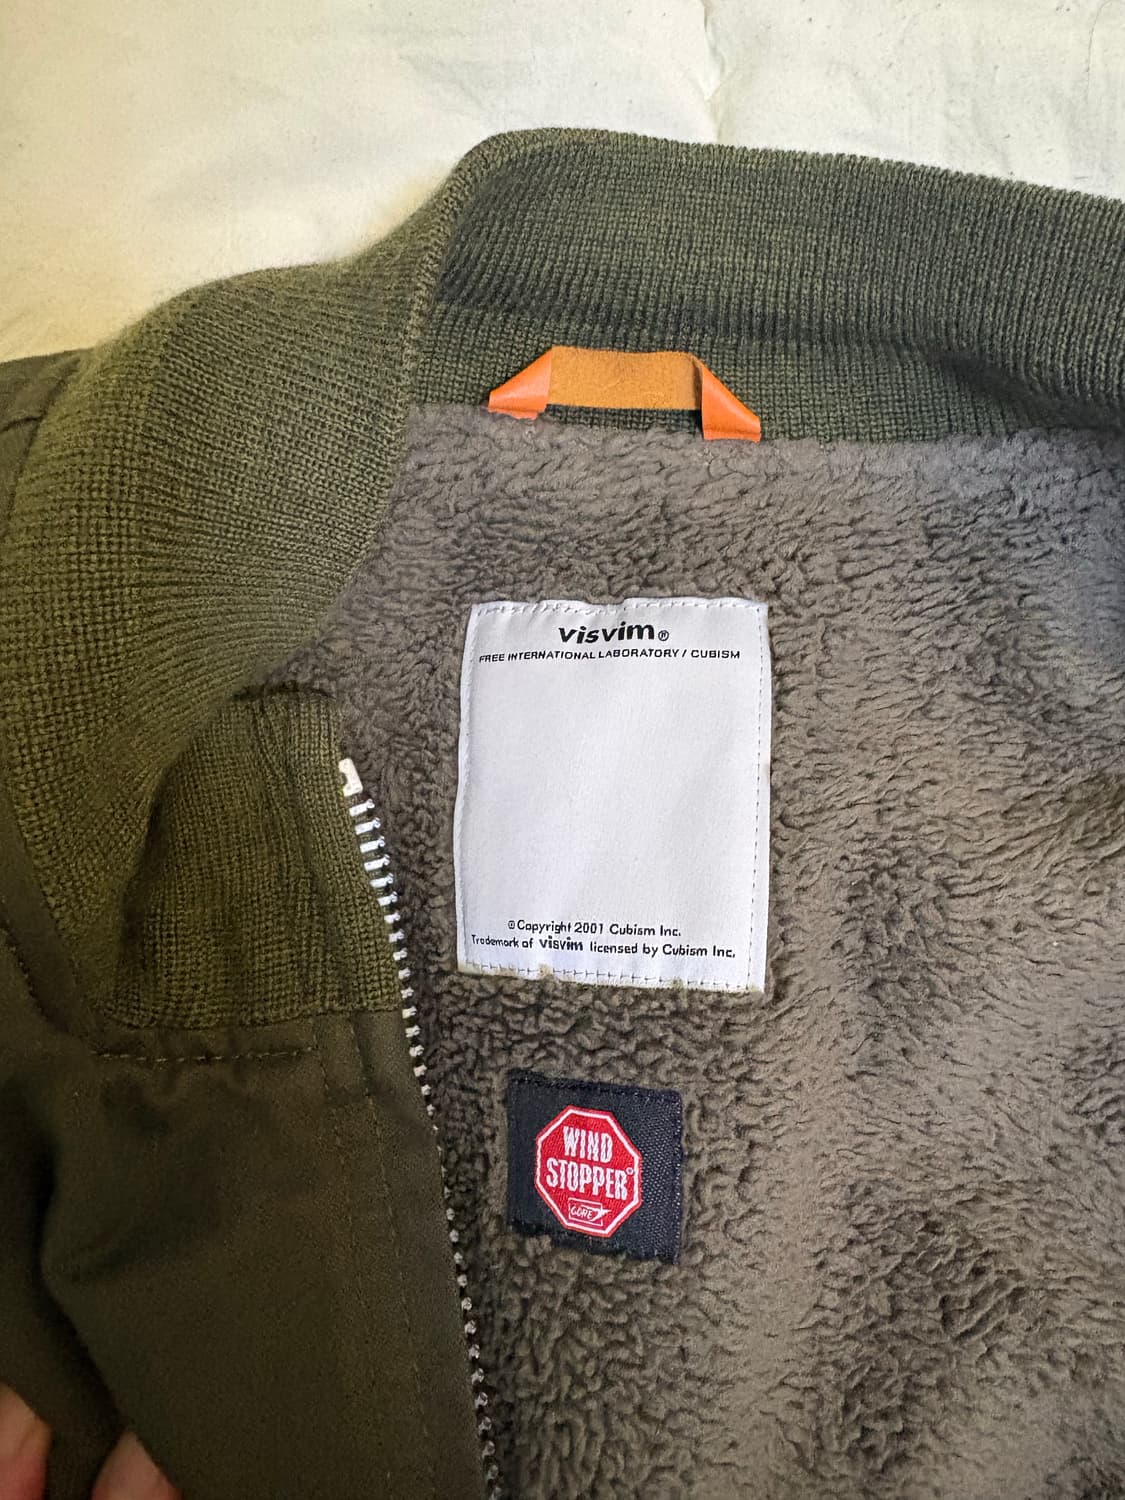 visvim®
FREE INTERNATIONAL LABORATORY / CUBISM
©Copyright 2001 Cubism Inc.
Trademark of visvim licensed by Cubism Inc.
WIND
STOPPER®
GORE